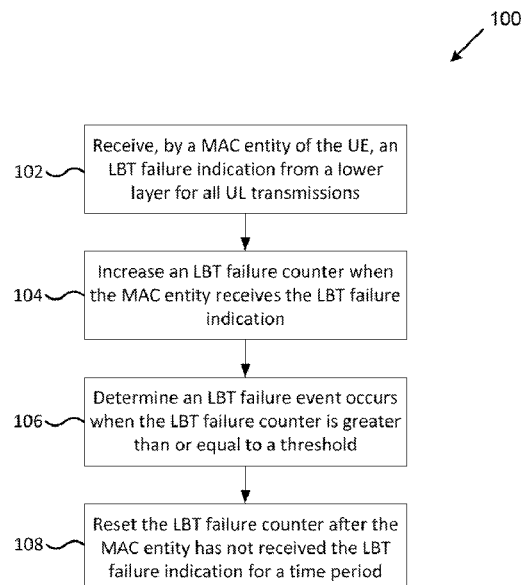 100
102
Receive, by a MAC entity of the UE, an
LBT failure indication from a lower
layer for all UL transmissions
104
Increase an LBT failure counter when
the MAC entity receives the LBT failure
indication
106
Determine an LBT failure event occurs
when the LBT failure counter is greater
than or equal to a threshold
108
Reset the LBT failure counter after the
MAC entity has not received the LBT
failure indication for a time period